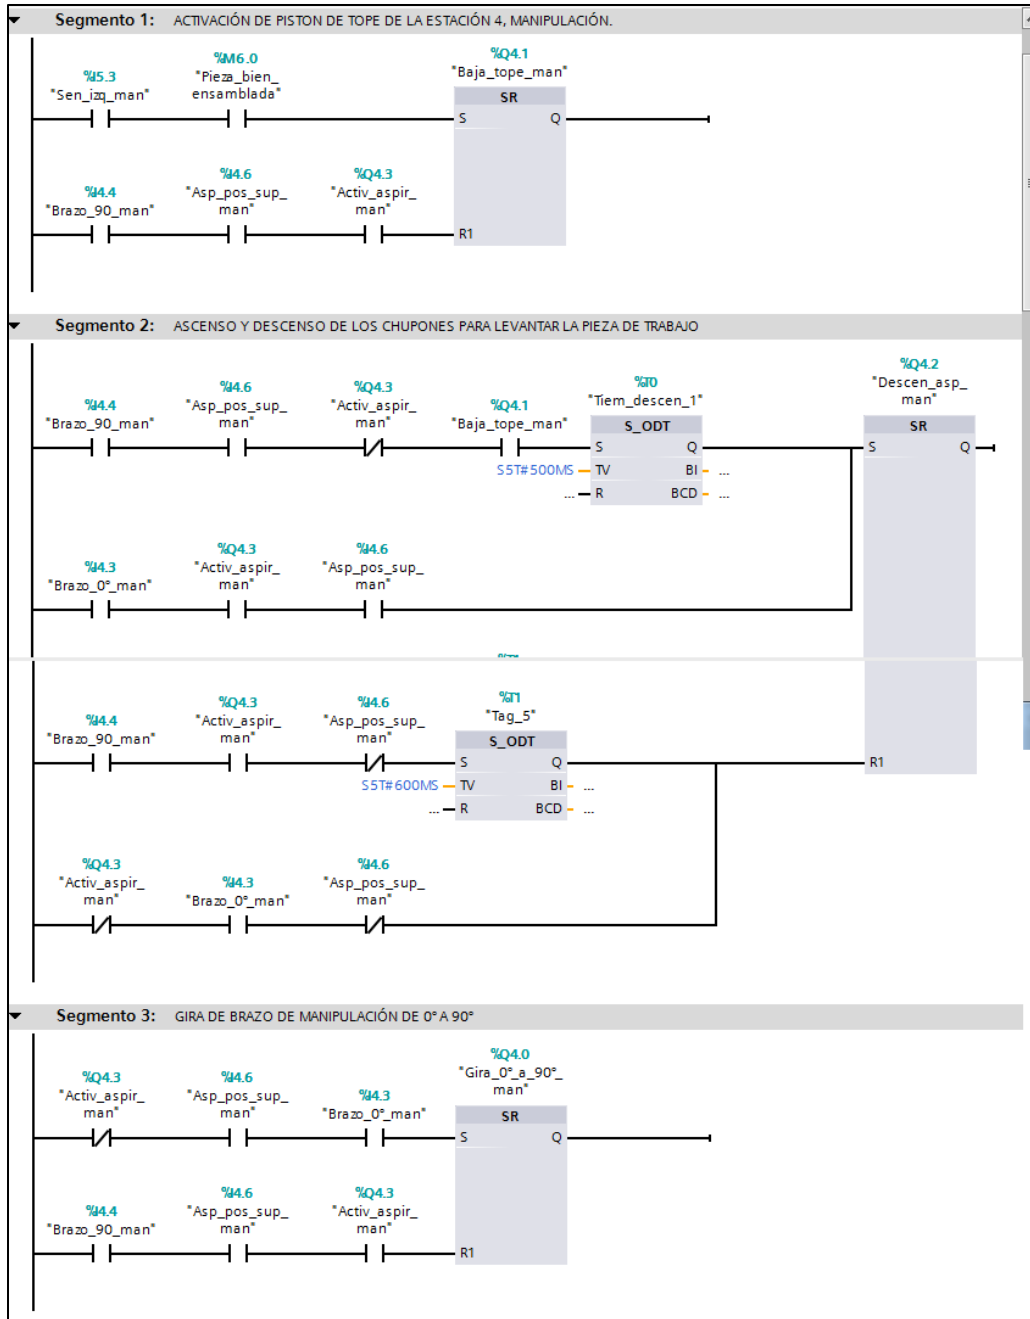 Segmento 1: ACTIVACIÓN DE PISTON DE TOPE DE LA ESTACIÓN 4, MANIPULACIÓN.
%I5.3
"Sen_izq_man"
%M6.0
"Pieza_bien_
ensamblada"
%Q4.1
"Baja_tope_man"
SR
S Q
%I4.4
"Brazo_90_man"
%I4.6
"Asp_pos_sup_
man"
%Q4.3
"Activ_aspir_
man"
R1
Segmento 2: ASCENSO Y DESCENSO DE LOS CHUPONES PARA LEVANTAR LA PIEZA DE TRABAJO
%I4.4
"Brazo_90_man"
%I4.6
"Asp_pos_sup_
man"
%Q4.3
"Activ_aspir_
man"
%Q4.1
"Baja_tope_man"
%T0
"Tiem_descen_1"
S_ODT
S Q
S5T#500MS TV BI ...
... R BCD ...
%Q4.2
"Descen_asp_
man"
SR
S Q
%I4.3
"Brazo_0°_man"
%Q4.3
"Activ_aspir_
man"
%I4.6
"Asp_pos_sup_
man"
%I4.4
"Brazo_90_man"
%Q4.3
"Activ_aspir_
man"
%I4.6
"Asp_pos_sup_
man"
%T1
"Tag_5"
S_ODT
S Q
S5T#600MS TV BI ...
... R BCD ...
R1
%Q4.3
"Activ_aspir_
man"
%I4.3
"Brazo_0°_man"
%I4.6
"Asp_pos_sup_
man"
Segmento 3: GIRA DE BRAZO DE MANIPULACIÓN DE 0° A 90°
%Q4.3
"Activ_aspir_
man"
%I4.6
"Asp_pos_sup_
man"
%I4.3
"Brazo_0°_man"
%Q4.0
"Gira_0°_a_90°_
man"
SR
S Q
%I4.4
"Brazo_90_man"
%I4.6
"Asp_pos_sup_
man"
%Q4.3
"Activ_aspir_
man"
R1